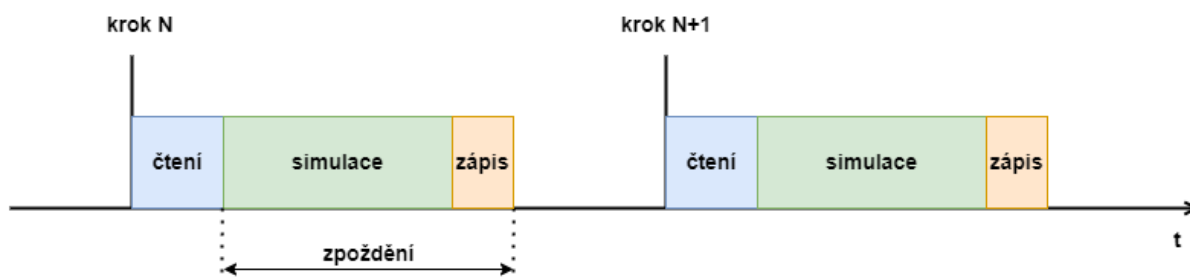 krok N
krok N+1
čtení
simulace
zápis
čtení
simulace
zápis
zpoždění
t